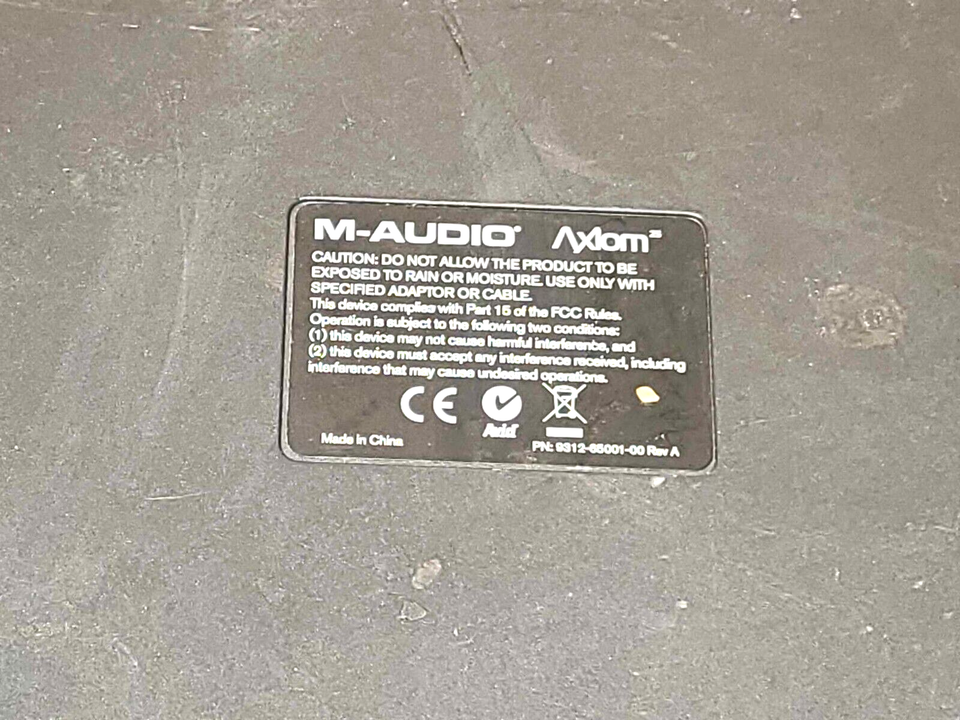 M-AUDIO® Axiom 25
CAUTION: DO NOT ALLOW THE PRODUCT TO BE
EXPOSED TO RAIN OR MOISTURE. USE ONLY WITH
SPECIFIED ADAPTOR OR CABLE.
This device complies with Part 15 of the FCC Rules.
Operation is subject to the following two conditions:
(1) this device may not cause harmful interference, and
(2) this device must accept any interference received, including
interference that may cause undesired operations.
CE Avid
Made in China PN: 9312-65001-00 Rev A